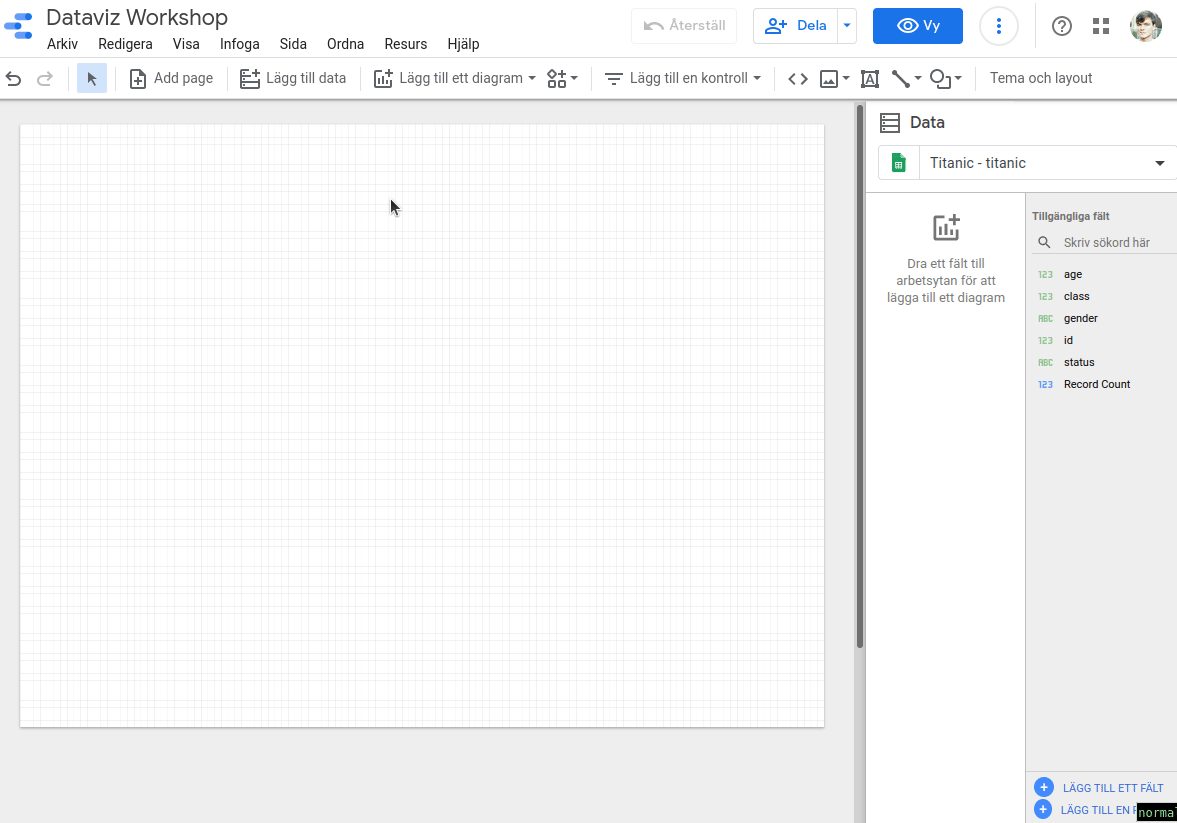 Dataviz Workshop
Återställ
Dela
Vy
Arkiv Redigera Visa Infoga Sida Ordna Resurs Hjälp
Add page
Lägg till data
Lägg till ett diagram
Lägg till en kontroll
Tema och layout
Data
Titanic - titanic
Dra ett fält till
arbetsytan för att
lägga till ett diagram
Tillgängliga fält
Skriv sökord här
123 age
123 class
ABC gender
123 id
ABC status
123 Record Count
LÄGG TILL ETT FÄLT
LÄGG TILL EN